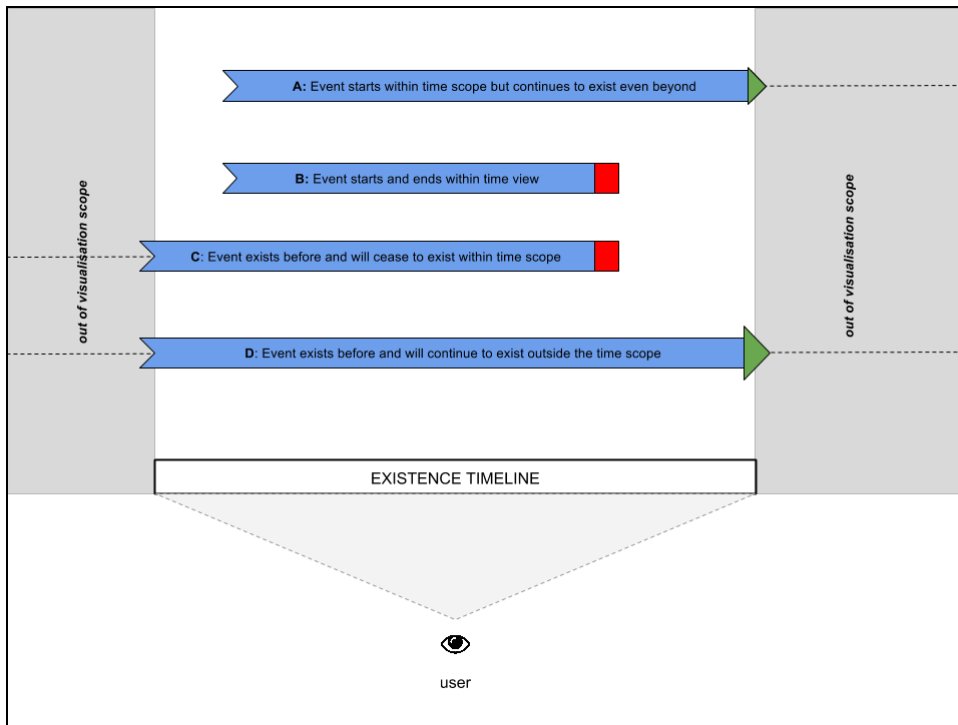 A: Event starts within time scope but continues to exist even beyond
B: Event starts and ends within time view
out of visualisation scope
out of visualisation scope
C: Event exists before and will cease to exist within time scope
D: Event exists before and will continue to exist outside the time scope
EXISTENCE TIMELINE
user